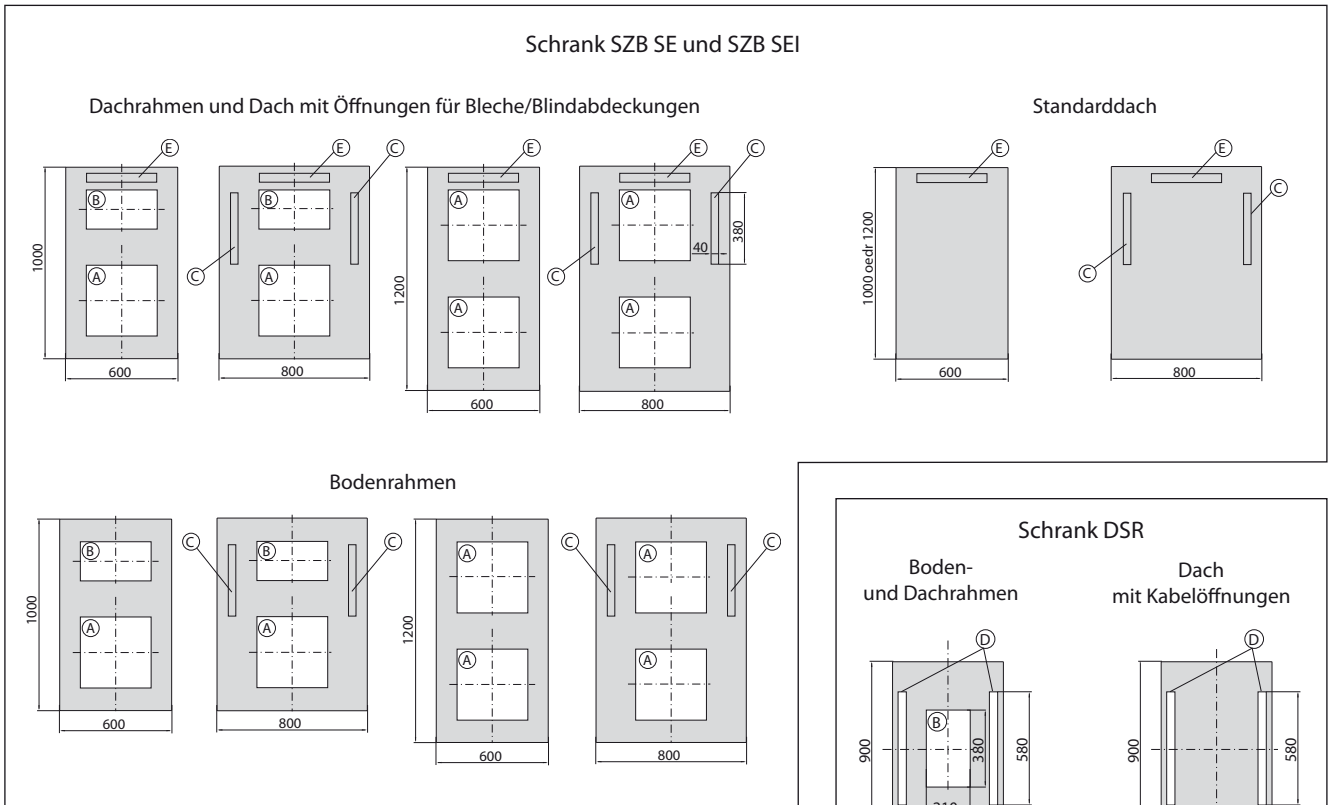 Schrank SZB SE und SZB SEI
Dachrahmen und Dach mit Öffnungen für Bleche/Blindabdeckungen
Standarddach
E
E
C
E
E
C
E
E
C
B
B
A
A
C
C
C
A
A
A
A
1000
1200
40
380
1000 oedr 1200
600
800
600
800
600
800
Bodenrahmen
C
C
C
C
B
B
A
A
A
A
A
A
1000
1200
600
800
600
800
Schrank DSR
Boden-
und Dachrahmen
Dach
mit Kabelöffnungen
D
D
B
900
380
580
900
580